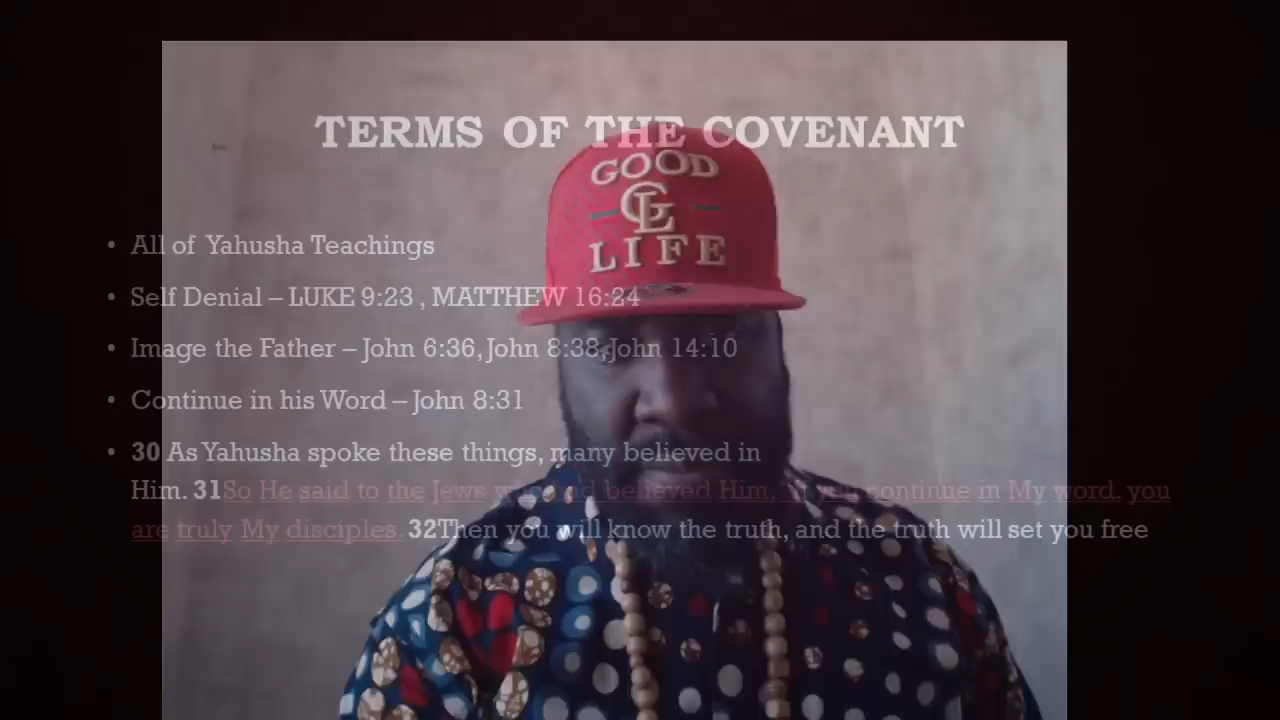 TERMS OF THE COVENANT
GOOD
GL
LIFE
• All of Yahusha Teachings
• Self Denial – LUKE 9:23 , MATTHEW 16:24
• Image the Father – John 6:36, John 8:38, John 14:10
• Continue in his Word – John 8:31
• 30 As Yahusha spoke these things, many believed in
Him. 31So He said to the Jews who had believed Him, "If you continue in My word, you
are truly My disciples. 32Then you will know the truth, and the truth will set you free